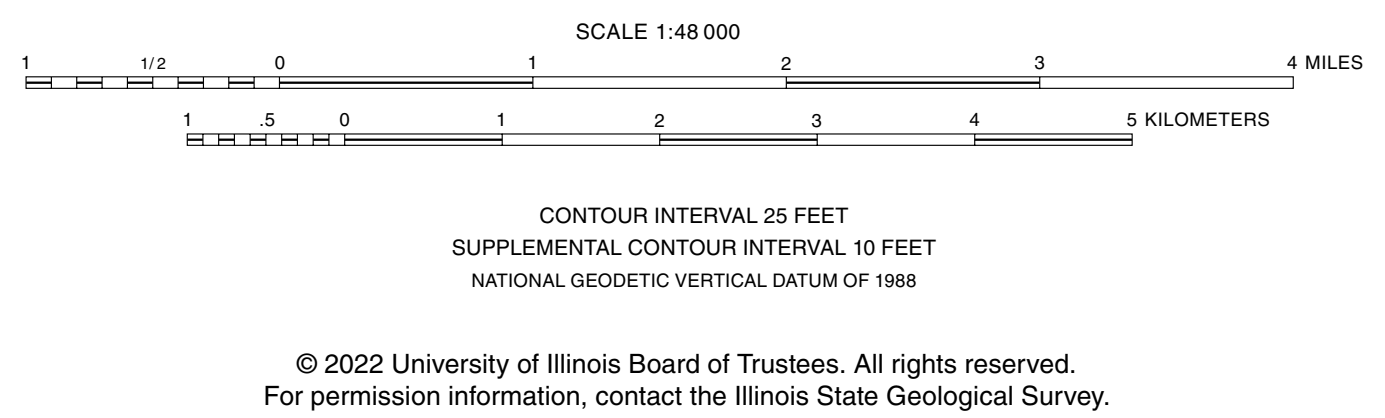 SCALE 1:48 000
1 1/2 0 1 2 3 4 MILES
1 .5 0 1 2 3 4 5 KILOMETERS
CONTOUR INTERVAL 25 FEET
SUPPLEMENTAL CONTOUR INTERVAL 10 FEET
NATIONAL GEODETIC VERTICAL DATUM OF 1988
© 2022 University of Illinois Board of Trustees. All rights reserved.
For permission information, contact the Illinois State Geological Survey.